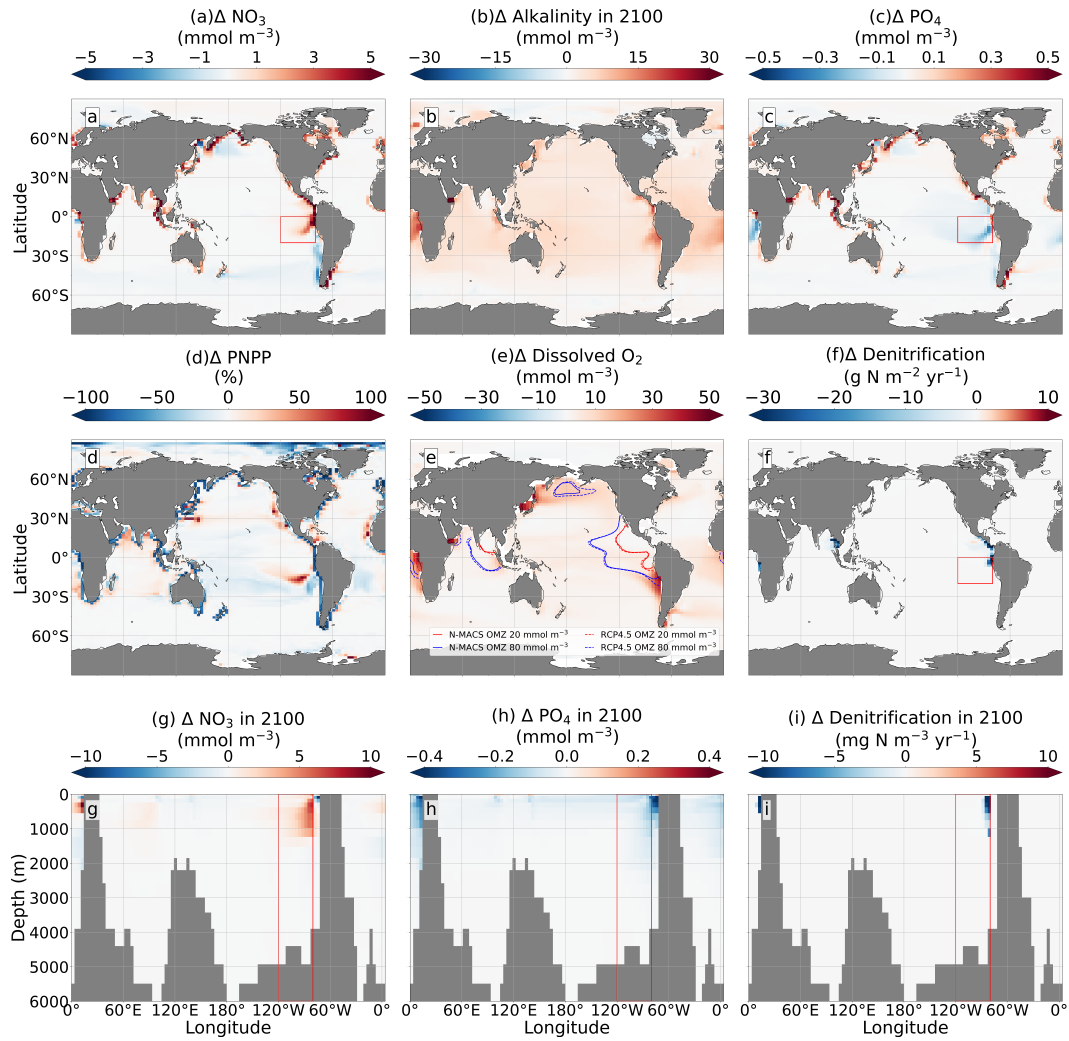 (a)Δ NO₃
(mmol m⁻³)
−5 −3 −1 1 3 5
(b)Δ Alkalinity in 2100
(mmol m⁻³)
−30 −15 0 15 30
(c)Δ PO₄
(mmol m⁻³)
−0.5 −0.3 −0.1 0.1 0.3 0.5
a
b
c
60°N
30°N
0°
30°S
60°S
Latitude
(d)Δ PNPP
(%)
−100 −50 0 50 100
(e)Δ Dissolved O₂
(mmol m⁻³)
−50 −30 −10 10 30 50
(f)Δ Denitrification
(g N m⁻² yr⁻¹)
−30 −20 −10 0 10
d
e
f
60°N
30°N
0°
30°S
60°S
Latitude
N-MACS OMZ 20 mmol m⁻³
N-MACS OMZ 80 mmol m⁻³
RCP4.5 OMZ 20 mmol m⁻³
RCP4.5 OMZ 80 mmol m⁻³
(g) Δ NO₃ in 2100
(mmol m⁻³)
−10 −5 0 5 10
(h) Δ PO₄ in 2100
(mmol m⁻³)
−0.4 −0.2 0.0 0.2 0.4
(i) Δ Denitrification in 2100
(mg N m⁻³ yr⁻¹)
−10 −5 0 5 10
g
h
i
0
1000
2000
3000
4000
5000
6000
Depth (m)
0° 60°E 120°E 180° 120°W 60°W 0°
Longitude
0° 60°E 120°E 180° 120°W 60°W 0°
Longitude
0° 60°E 120°E 180° 120°W 60°W 0°
Longitude